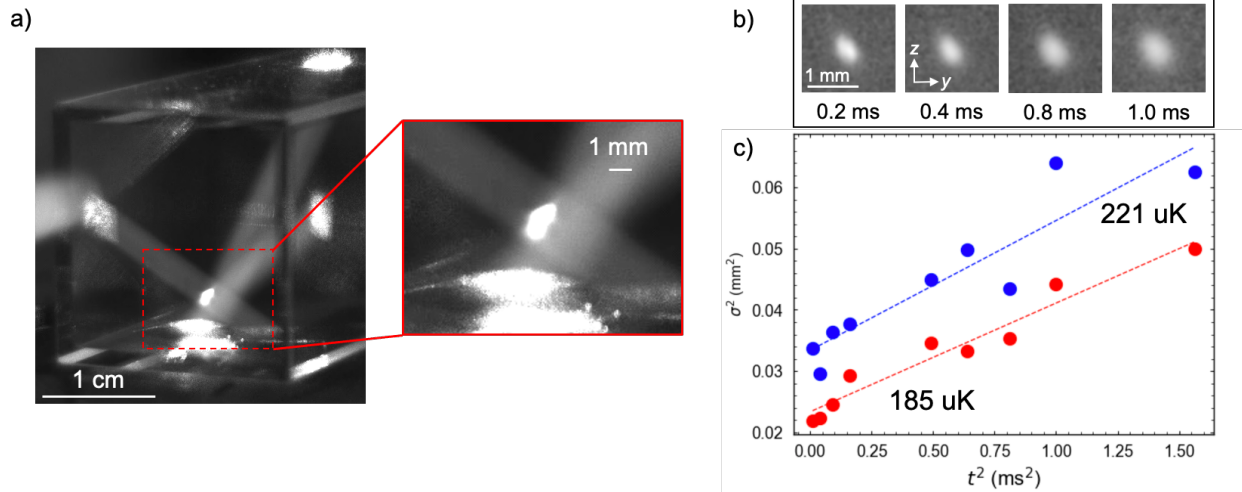 a)
1 cm
1 mm
b)
1 mm
z
y
0.2 ms
0.4 ms
0.8 ms
1.0 ms
c)
σ² (mm²)
0.06
0.05
0.04
0.03
0.02
221 uK
185 uK
0.00 0.25 0.50 0.75 1.00 1.25 1.50
t² (ms²)